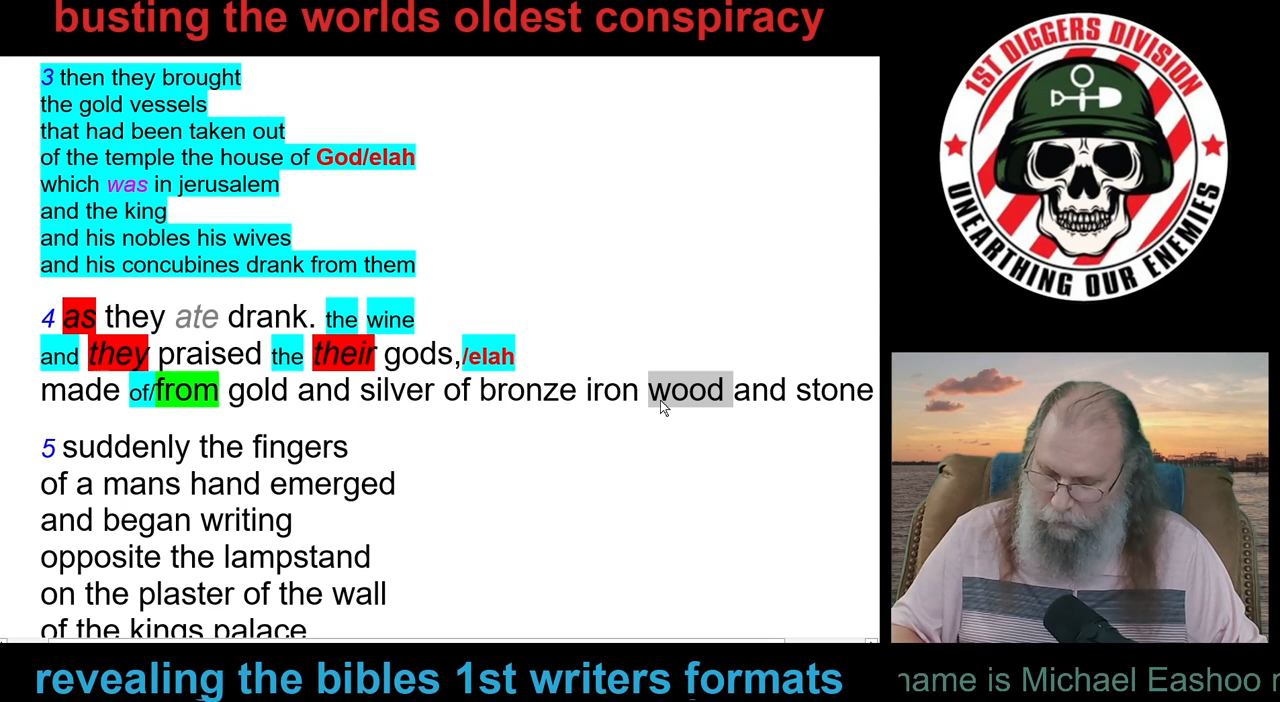 busting the worlds oldest conspiracy
3 then they brought
the gold vessels
that had been taken out
of the temple the house of God/elah
which was in jerusalem
and the king
and his nobles his wives
and his concubines drank from them
4 as they ate drank. the wine
and they praised the their gods,/elah
made of/from gold and silver of bronze iron wood and stone
5 suddenly the fingers
of a mans hand emerged
and began writing
opposite the lampstand
on the plaster of the wall
of the kings palace
revealing the bibles 1st writers formats
1ST DIGGERS DIVISION
UNEARTHING OUR ENEMIES
name is Michael Eashoo